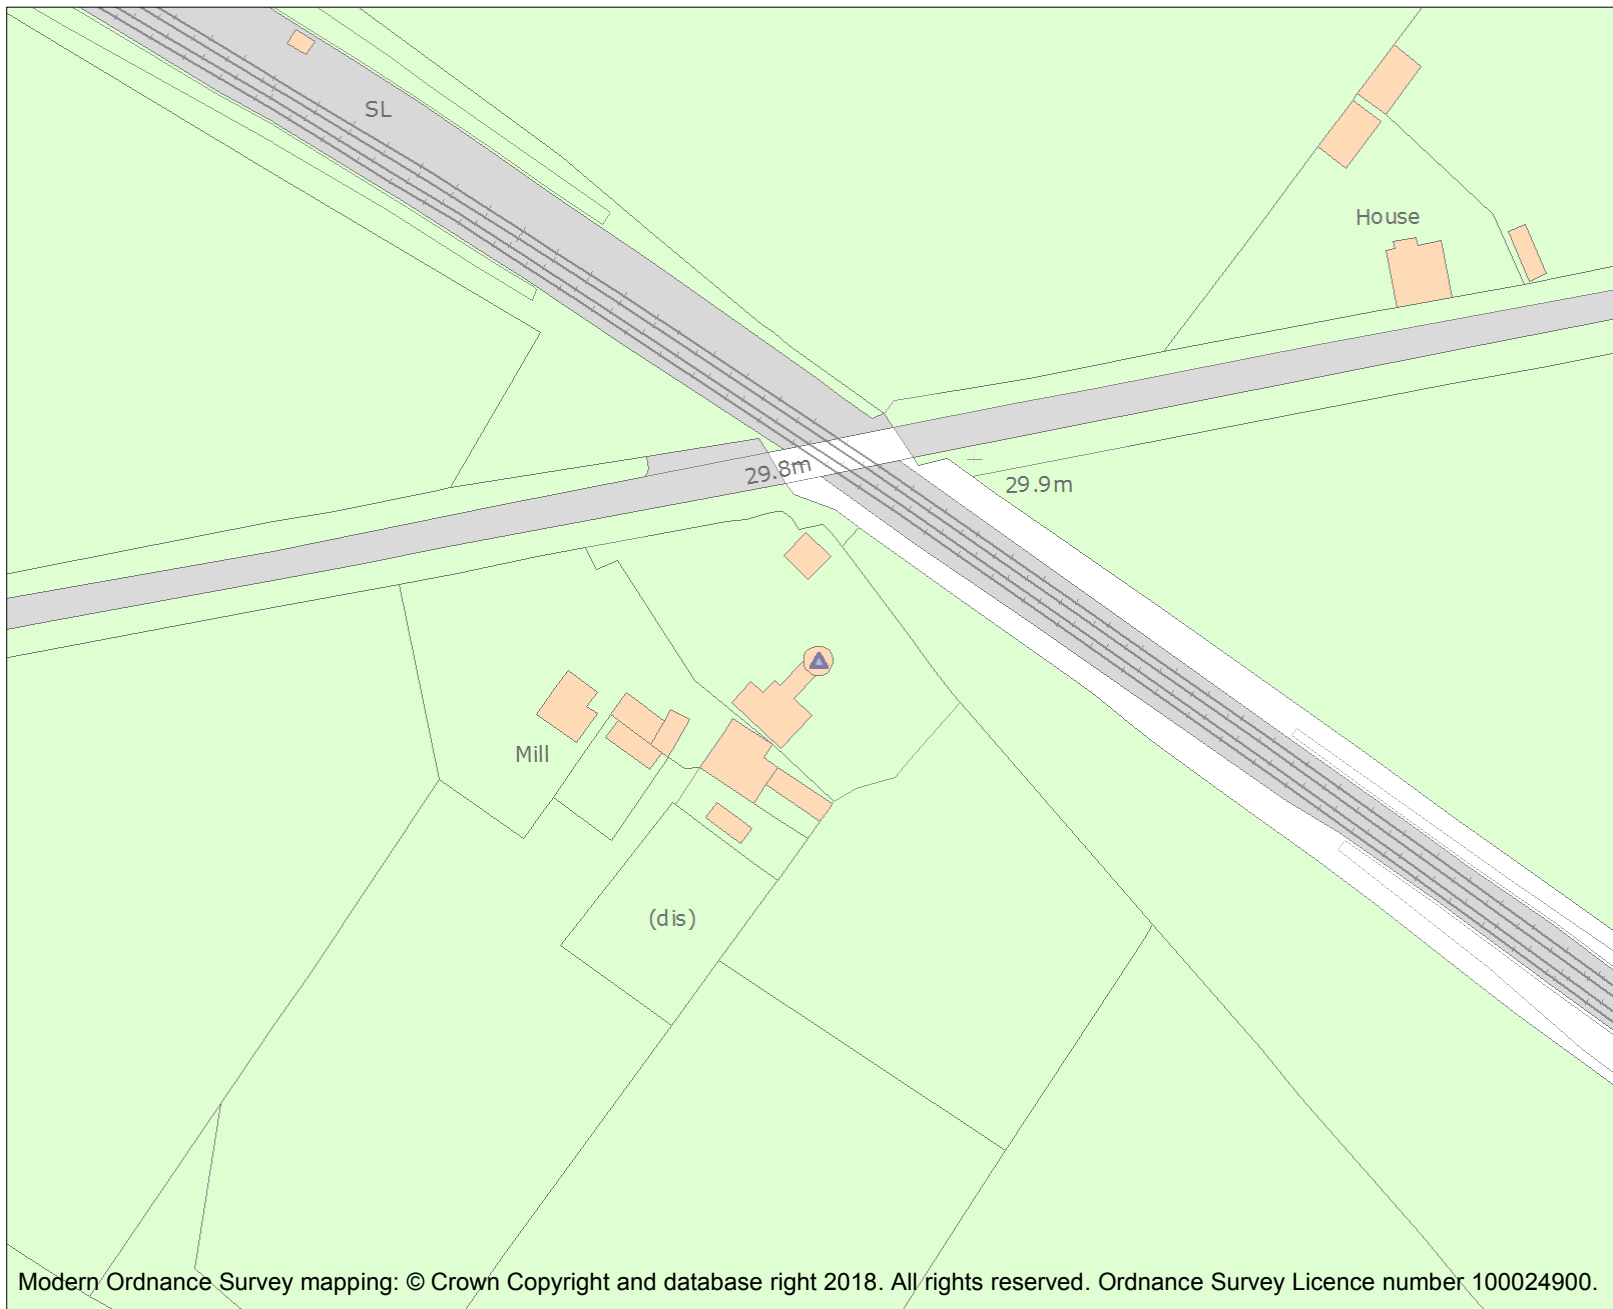 SL
House
29.8m
29.9m
Mill
(dis)
Modern Ordnance Survey mapping: © Crown Copyright and database right 2018. All rights reserved. Ordnance Survey Licence number 100024900.